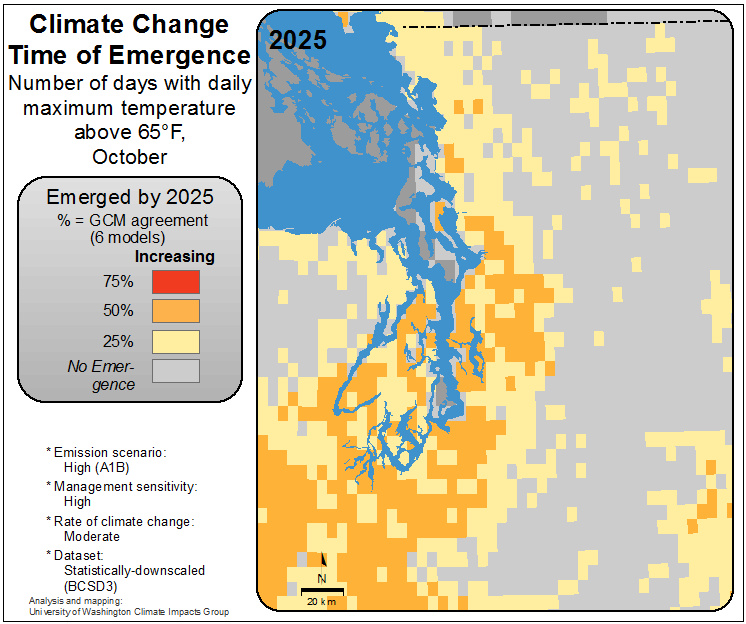 Climate Change
Time of Emergence
Number of days with daily
maximum temperature
above 65°F,
October
Emerged by 2025
% = GCM agreement
(6 models)
Increasing
75%
50%
25%
No Emer-
gence
* Emission scenario:
High (A1B)
* Management sensitivity:
High
* Rate of climate change:
Moderate
* Dataset:
Statistically-downscaled
(BCSD3)
Analysis and mapping:
University of Washington Climate Impacts Group
2025
N
20 km